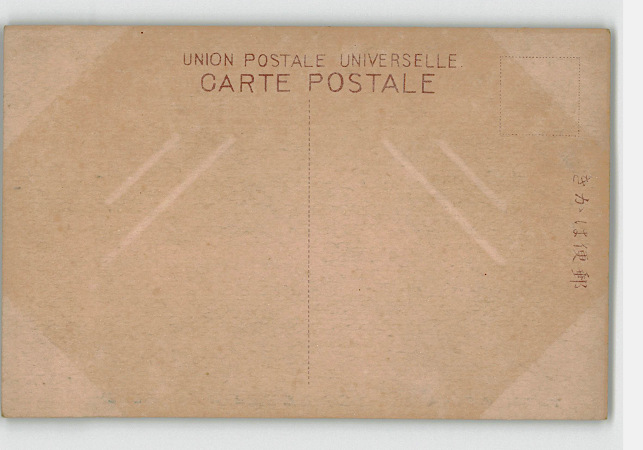 UNION POSTALE UNIVERSELLE.
CARTE POSTALE
きかは便郵